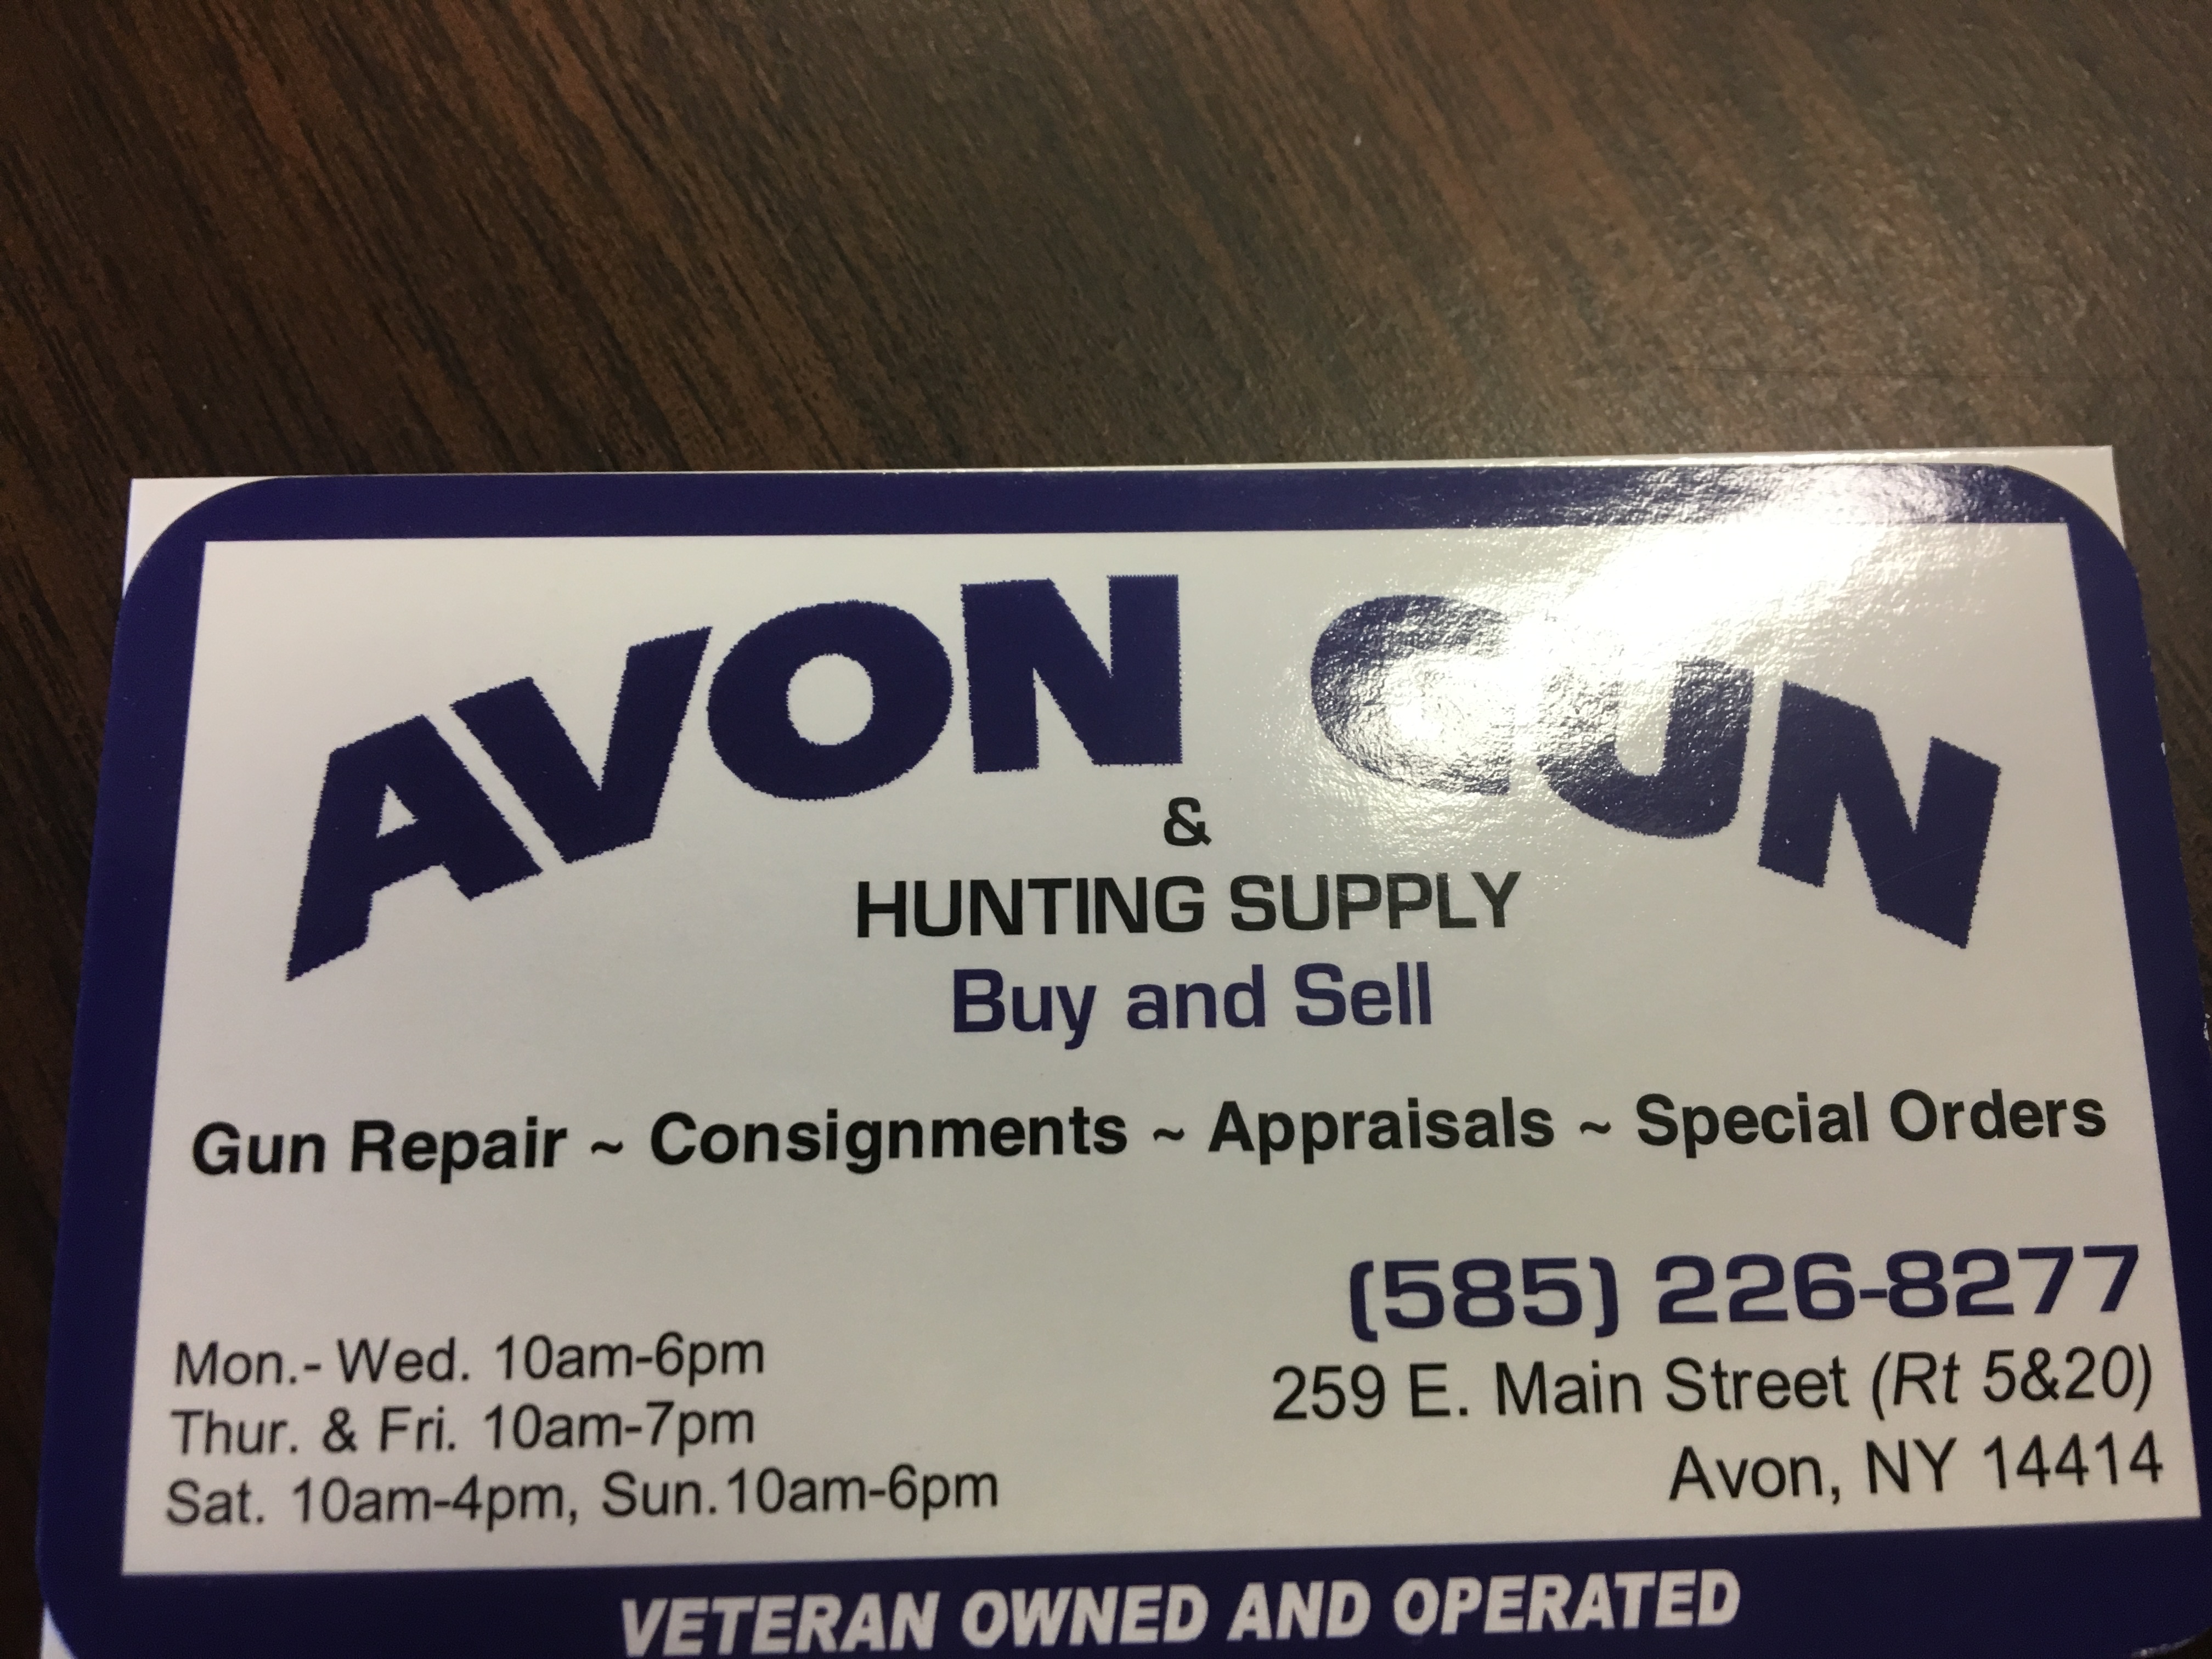 AVON GUN
&
HUNTING SUPPLY
Buy and Sell
Gun Repair ~ Consignments ~ Appraisals ~ Special Orders
(585) 226-8277
259 E. Main Street (Rt 5&20)
Avon, NY 14414
Mon.- Wed. 10am-6pm
Thur. & Fri. 10am-7pm
Sat. 10am-4pm, Sun.10am-6pm
VETERAN OWNED AND OPERATED